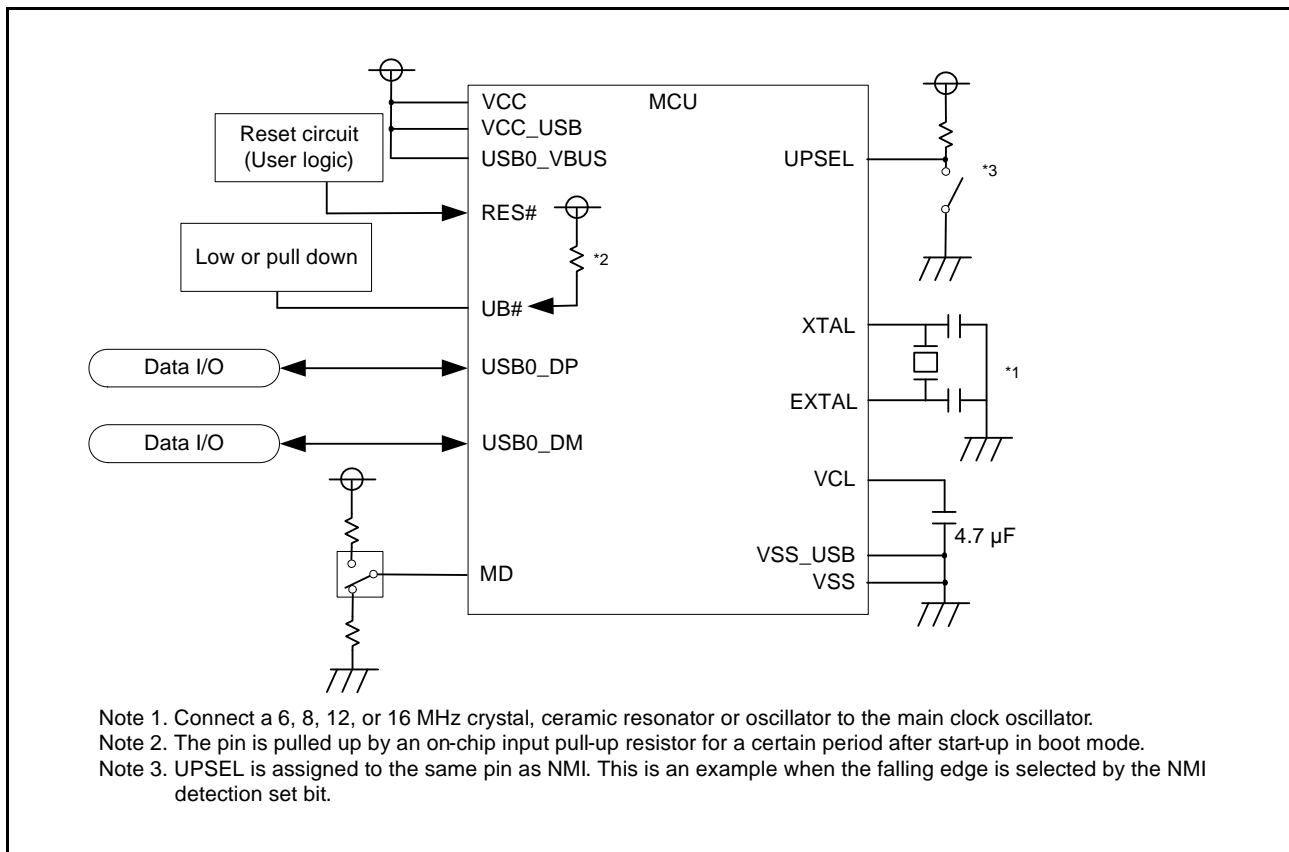 VCC
MCU
VCC_USB
Reset circuit
(User logic)
USB0_VBUS
UPSEL
*3
RES#
Low or pull down
*2
UB#
XTAL
Data I/O
USB0_DP
*1
EXTAL
Data I/O
USB0_DM
VCL
4.7 µF
VSS_USB
MD
VSS
Note 1. Connect a 6, 8, 12, or 16 MHz crystal, ceramic resonator or oscillator to the main clock oscillator.
Note 2. The pin is pulled up by an on-chip input pull-up resistor for a certain period after start-up in boot mode.
Note 3. UPSEL is assigned to the same pin as NMI. This is an example when the falling edge is selected by the NMI
detection set bit.